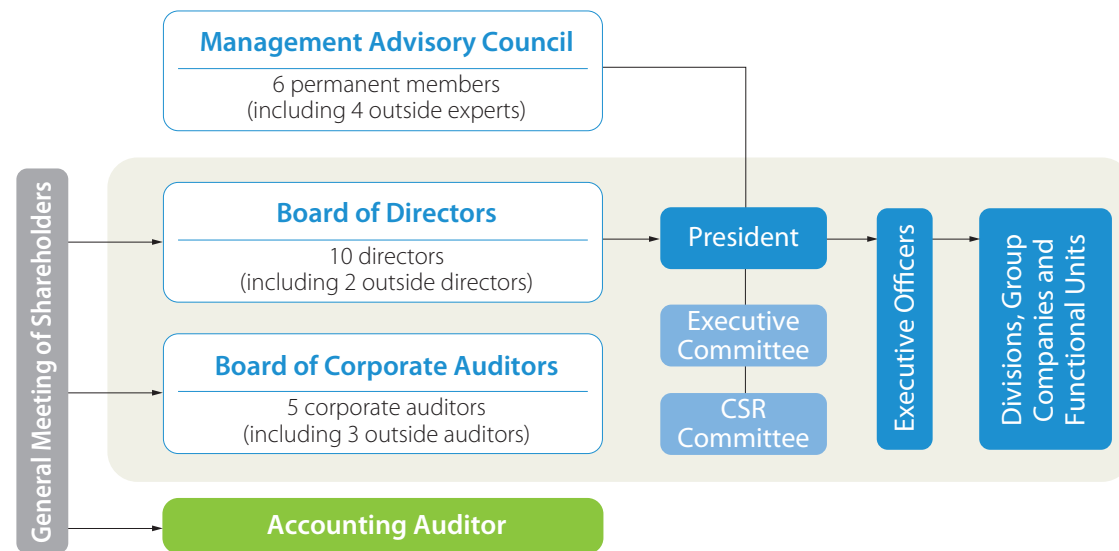 Management Advisory Council
6 permanent members
(including 4 outside experts)
General Meeting of Shareholders
Board of Directors
10 directors
(including 2 outside directors)
President
Executive Officers
Divisions, Group
Companies and
Functional Units
Executive
Committee
Board of Corporate Auditors
5 corporate auditors
(including 3 outside auditors)
CSR
Committee
Accounting Auditor